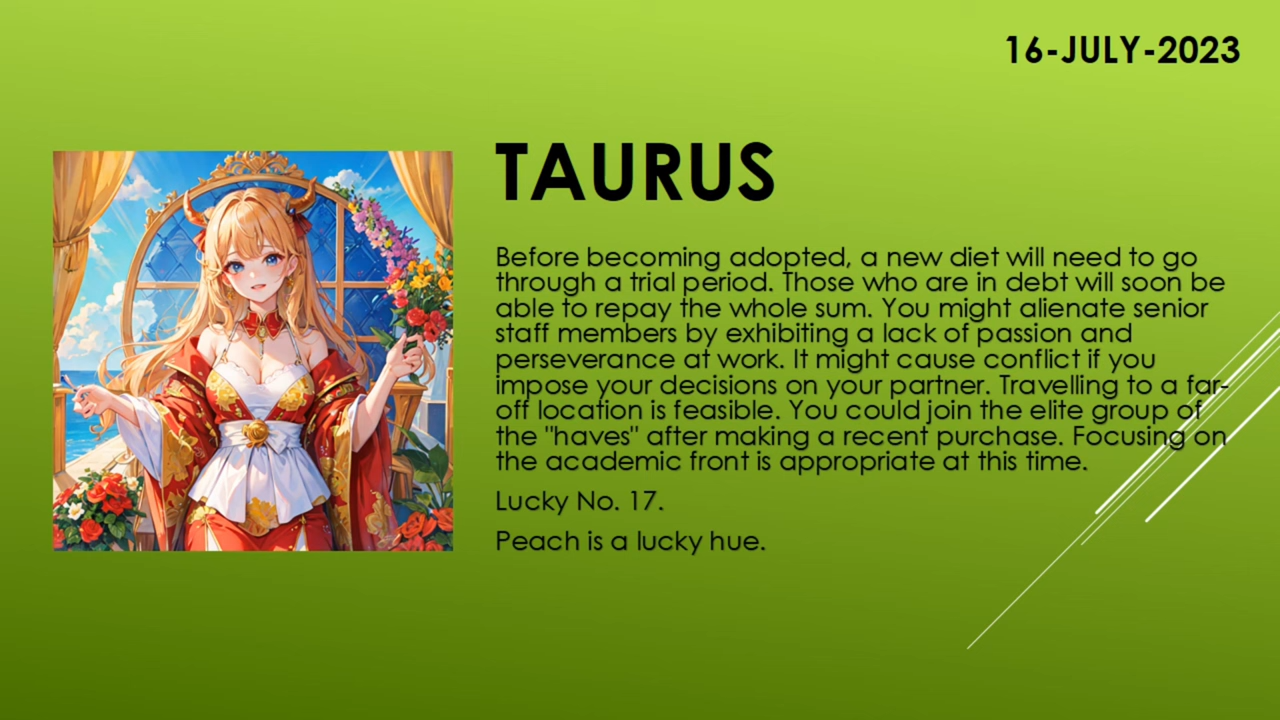 16-JULY-2023
TAURUS
Before becoming adopted, a new diet will need to go
through a trial period. Those who are in debt will soon be
able to repay the whole sum. You might alienate senior
staff members by exhibiting a lack of passion and
perseverance at work. It might cause conflict if you
impose your decisions on your partner. Travelling to a far-
off location is feasible. You could join the elite group of
the "haves" after making a recent purchase. Focusing on
the academic front is appropriate at this time.
Lucky No. 17.
Peach is a lucky hue.